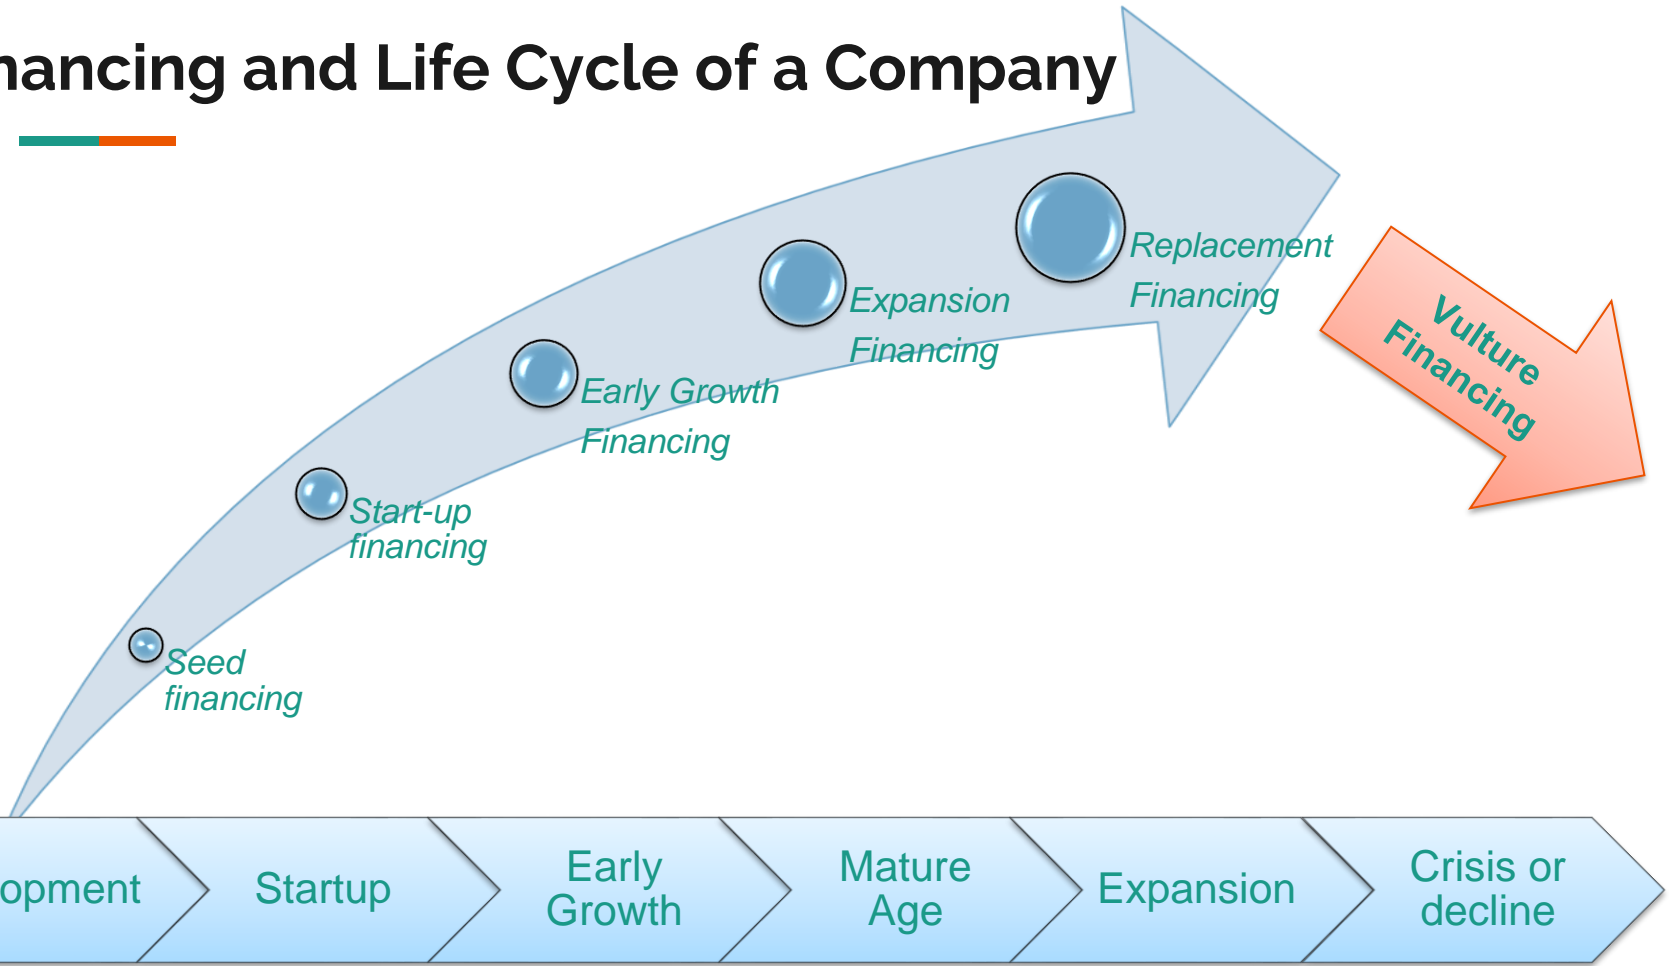 nancing and Life Cycle of a Company
Replacement
Financing
Expansion
Financing
Early Growth
Financing
Start-up
financing
Seed
financing
Vulture
Financing
opment
Startup
Early
Growth
Mature
Age
Expansion
Crisis or
decline